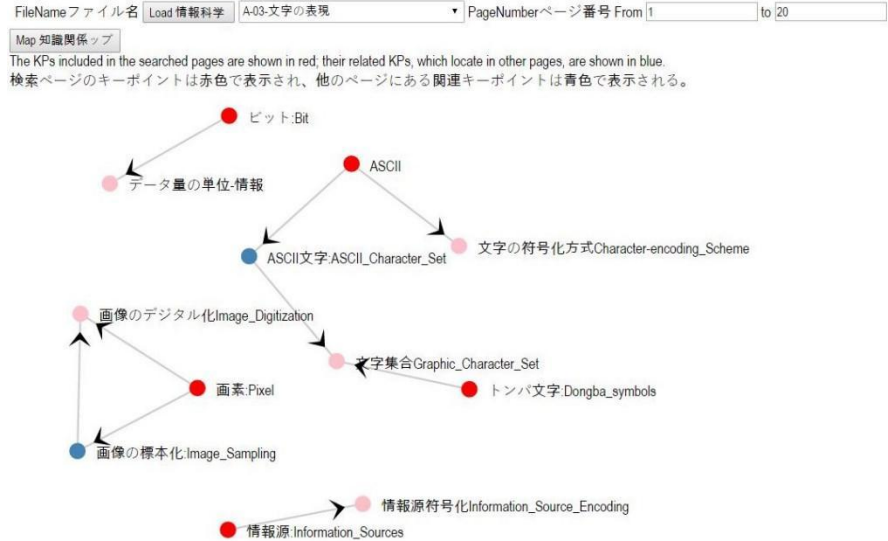 FileNameファイル名 Load 情報科学 A-03-文字の表現 PageNumberページ番号 From 1 to 20
Map 知識関係ップ
The KPs included in the searched pages are shown in red; their related KPs, which locate in other pages, are shown in blue.
検索ページのキーポイントは赤色で表示され、他のページにある関連キーポイントは青色で表示される。
ビット:Bit
データ量の単位-情報
ASCII
文字の符号化方式Character-encoding_Scheme
ASCII文字:ASCII_Character_Set
画像のデジタル化Image_Digitization
文字集合Graphic_Character_Set
画素:Pixel
トンパ文字:Dongba_symbols
画像の標本化:Image_Sampling
情報源符号化Information_Source_Encoding
情報源:Information_Sources